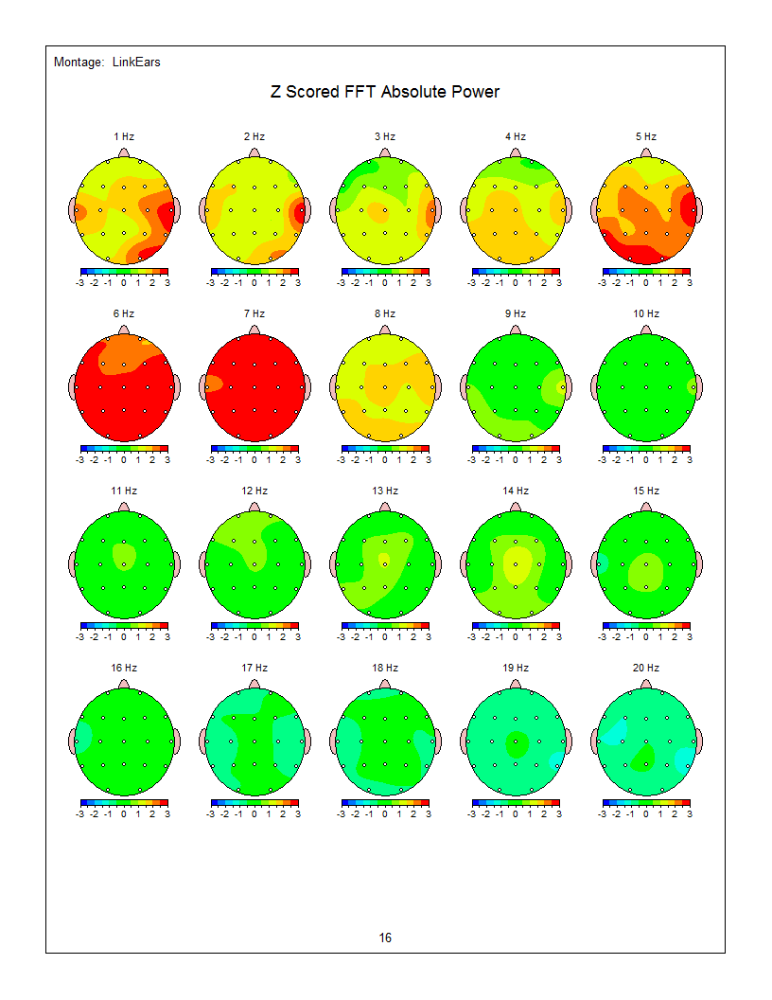 Montage: LinkEars
Z Scored FFT Absolute Power
1 Hz 2 Hz 3 Hz 4 Hz 5 Hz
-3 -2 -1 0 1 2 3 -3 -2 -1 0 1 2 3 -3 -2 -1 0 1 2 3 -3 -2 -1 0 1 2 3 -3 -2 -1 0 1 2 3
6 Hz 7 Hz 8 Hz 9 Hz 10 Hz
-3 -2 -1 0 1 2 3 -3 -2 -1 0 1 2 3 -3 -2 -1 0 1 2 3 -3 -2 -1 0 1 2 3 -3 -2 -1 0 1 2 3
11 Hz 12 Hz 13 Hz 14 Hz 15 Hz
-3 -2 -1 0 1 2 3 -3 -2 -1 0 1 2 3 -3 -2 -1 0 1 2 3 -3 -2 -1 0 1 2 3 -3 -2 -1 0 1 2 3
16 Hz 17 Hz 18 Hz 19 Hz 20 Hz
-3 -2 -1 0 1 2 3 -3 -2 -1 0 1 2 3 -3 -2 -1 0 1 2 3 -3 -2 -1 0 1 2 3 -3 -2 -1 0 1 2 3
16